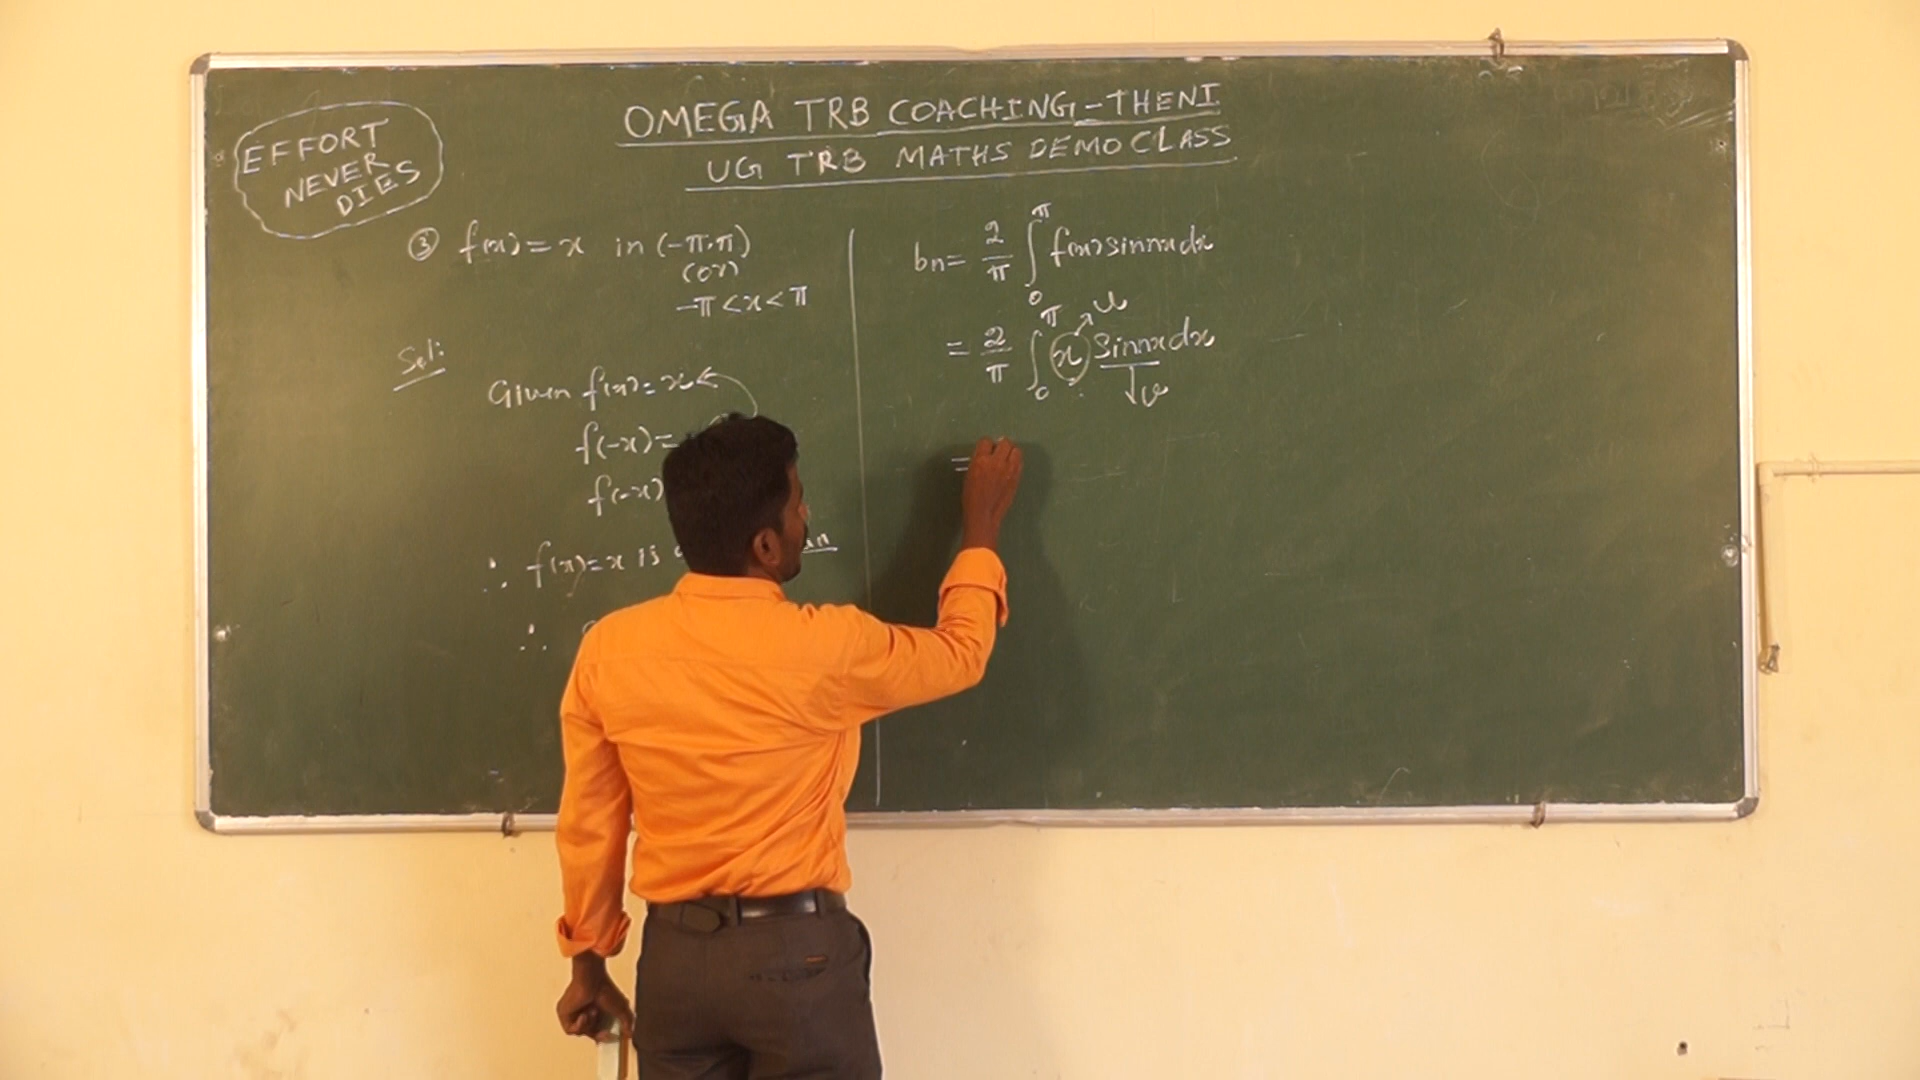 EFFORT
NEVER
DIES
OMEGA TRB COACHING - THENI
UG TRB MATHS DEMO CLASS
③ f(x) = x in (-π,π)
(or)
-π < x < π
Sol:
Given f(x) = x
f(-x) =
f(-x)
∴ f(x) = x is
∴
bn = 2/π ∫₀^π f(x) sin nx dx
= 2/π ∫₀^π x sin nx dx
u
v
=